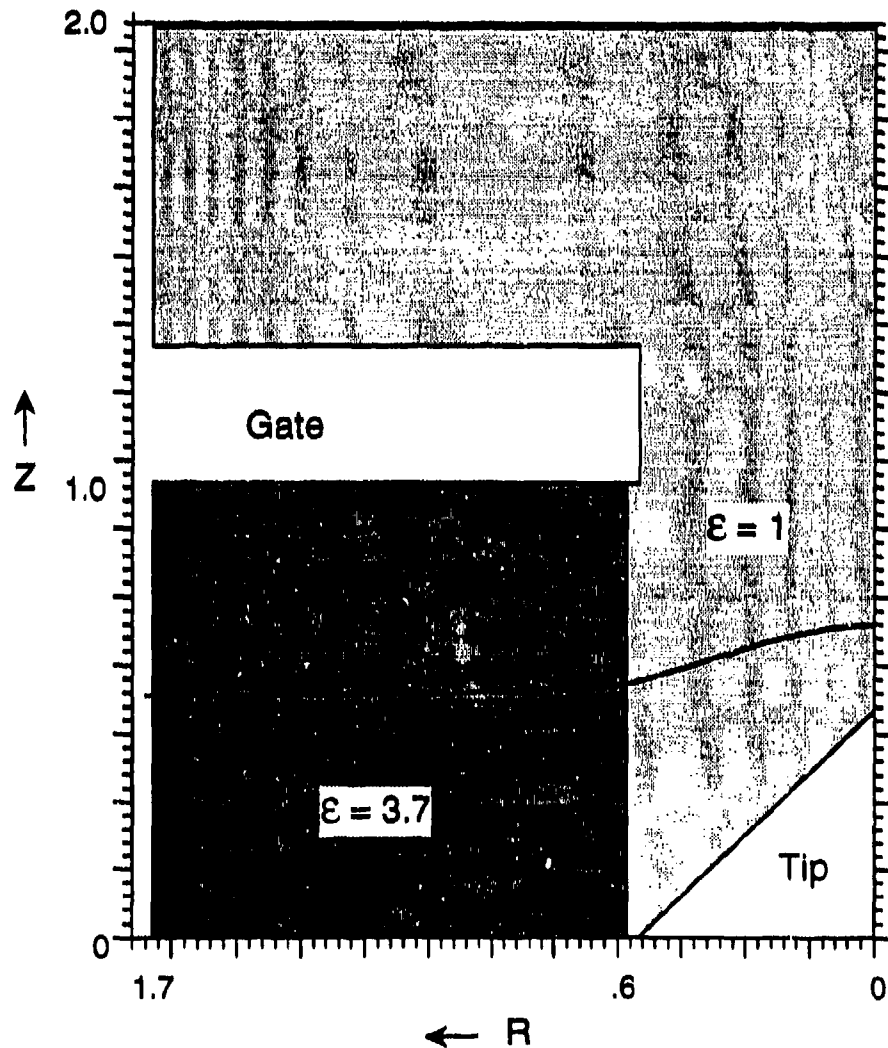 2.0
Gate
↑
Z
1.0
ε = 1
ε = 3.7
Tip
0
1.7
.6
0
← R